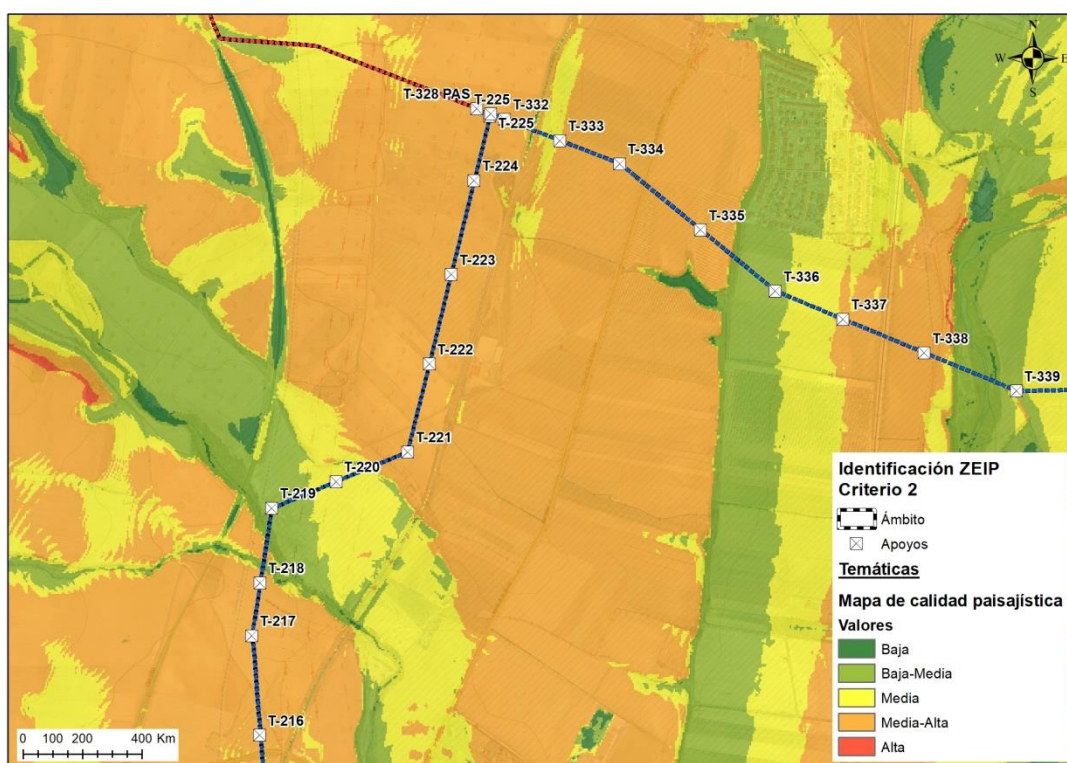 N
W E
S
T-328 PAS
T-225
T-332
T-225
T-333
T-334
T-224
T-335
T-223
T-336
T-337
T-222
T-338
T-339
T-221
T-220
T-219
T-218
T-217
T-216
Identificación ZEIP
Criterio 2
Ámbito
Apoyos
Temáticas
Mapa de calidad paisajística
Valores
Baja
Baja-Media
Media
Media-Alta
Alta
0 100 200 400 Km